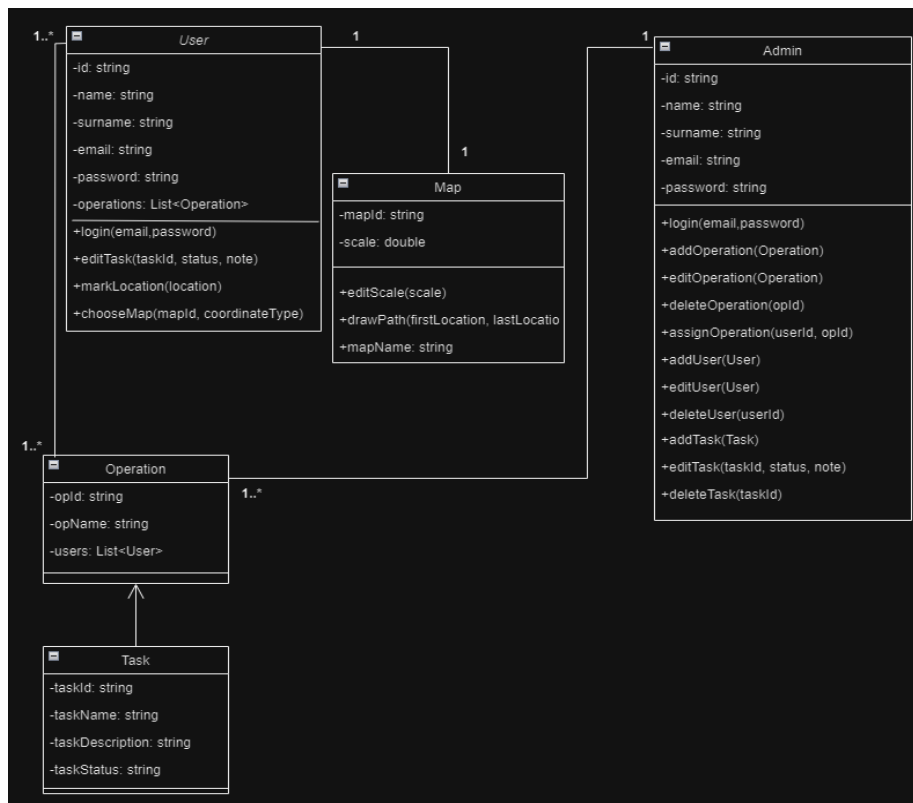 1..*
User
-id: string
-name: string
-surname: string
-email: string
-password: string
-operations: List<Operation>
+login(email,password)
+editTask(taskId, status, note)
+markLocation(location)
+chooseMap(mapId, coordinateType)
1
1
Map
-mapId: string
-scale: double
+editScale(scale)
+drawPath(firstLocation, lastLocatio
+mapName: string
1
Admin
-id: string
-name: string
-surname: string
-email: string
-password: string
+login(email,password)
+addOperation(Operation)
+editOperation(Operation)
+deleteOperation(opId)
+assignOperation(userId, opId)
+addUser(User)
+editUser(User)
+deleteUser(userId)
+addTask(Task)
+editTask(taskId, status, note)
+deleteTask(taskId)
1..*
Operation
-opId: string
-opName: string
-users: List<User>
1..*
Task
-taskId: string
-taskName: string
-taskDescription: string
-taskStatus: string